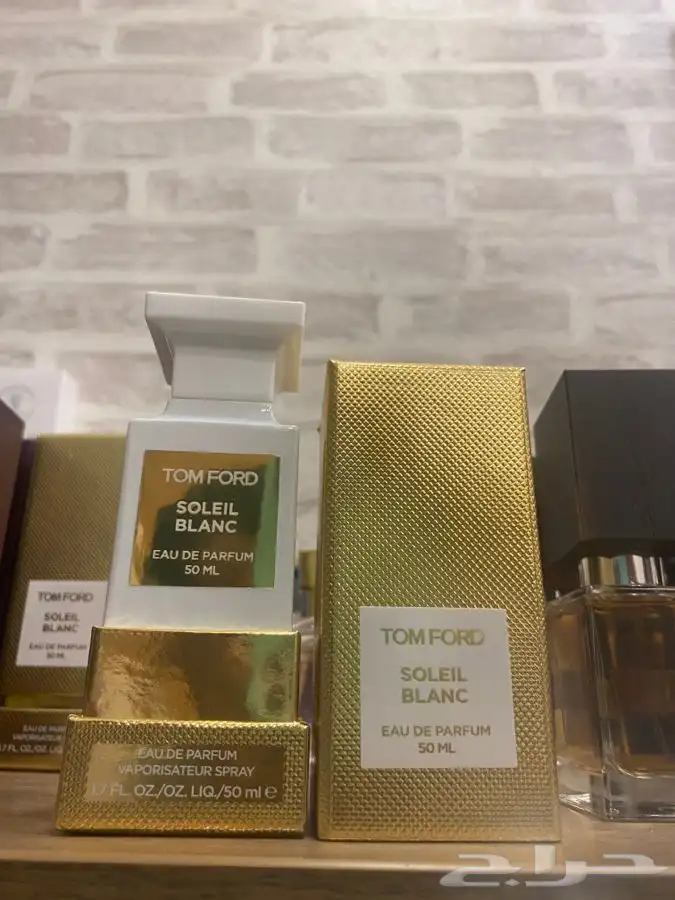 TOM FORD
SOLEIL
BLANC
EAU DE PARFUM
50 ML
EAU DE PARFUM
VAPORISATEUR SPRAY
1.7 FL. OZ./OZ. LIQ./50 ml e
TOM FORD
SOLEIL
BLANC
EAU DE PARFUM
50 ML
TOM FORD
SOLEIL
BLANC
EAU DE PARFUM
50 ML
حراج